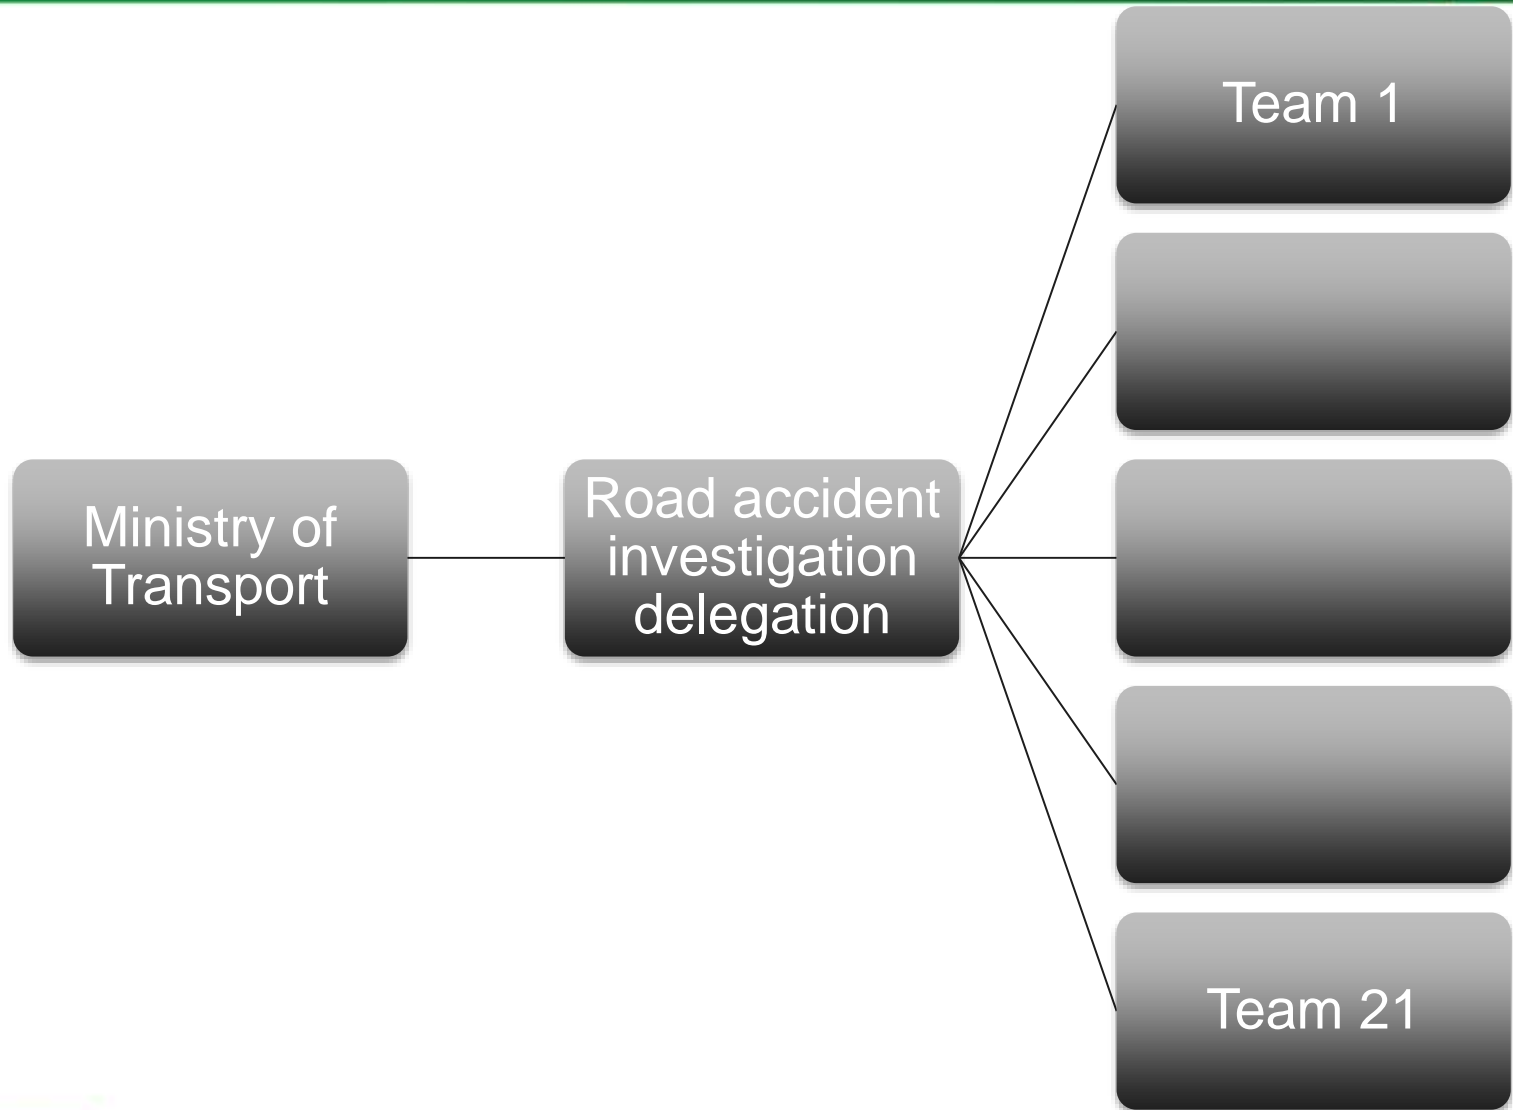 Team 1
Ministry of
Transport
Road accident
investigation
delegation
Team 21